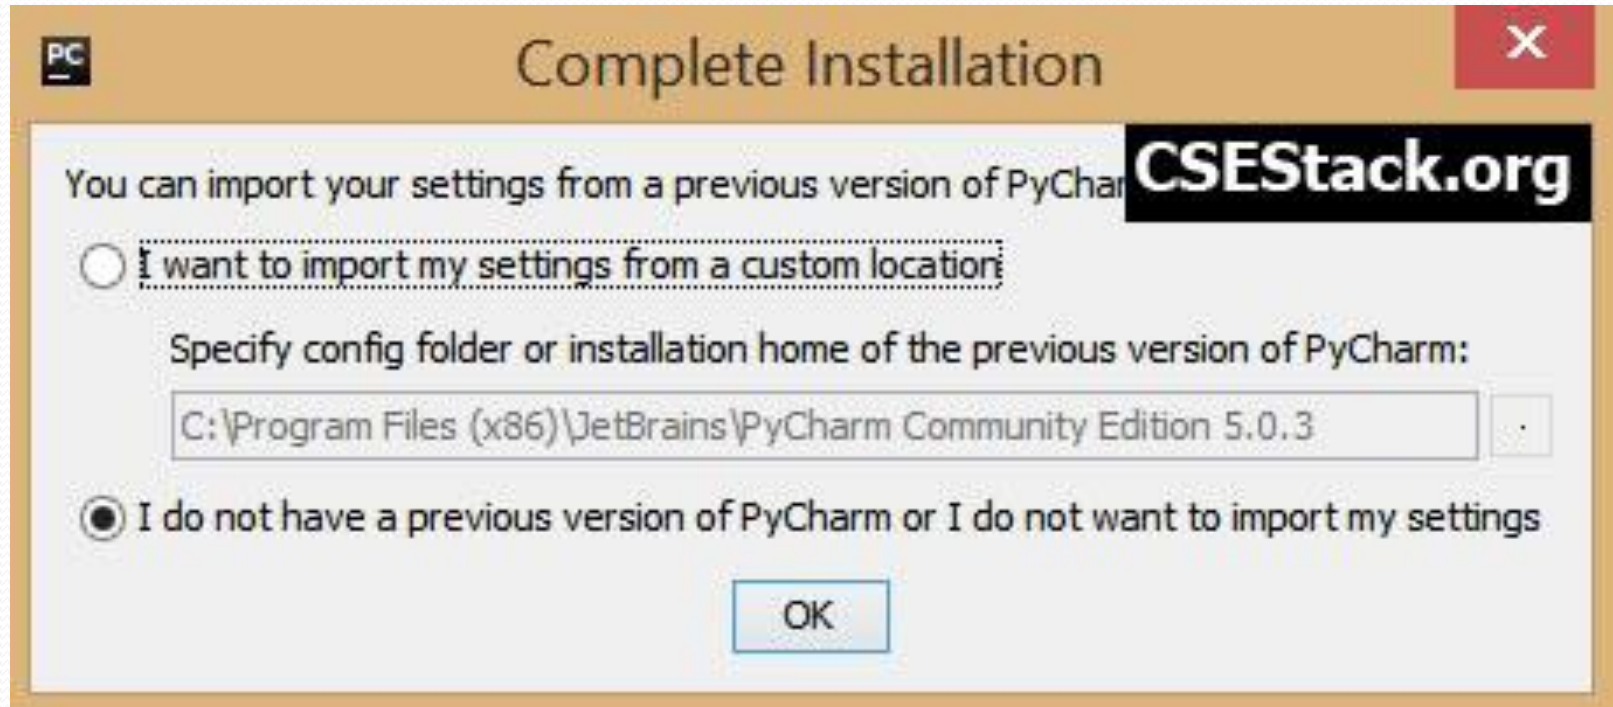 PC
Complete Installation
You can import your settings from a previous version of PyChar
CSEStack.org
I want to import my settings from a custom location
Specify config folder or installation home of the previous version of PyCharm:
C:\Program Files (x86)\JetBrains\PyCharm Community Edition 5.0.3
.
I do not have a previous version of PyCharm or I do not want to import my settings
OK